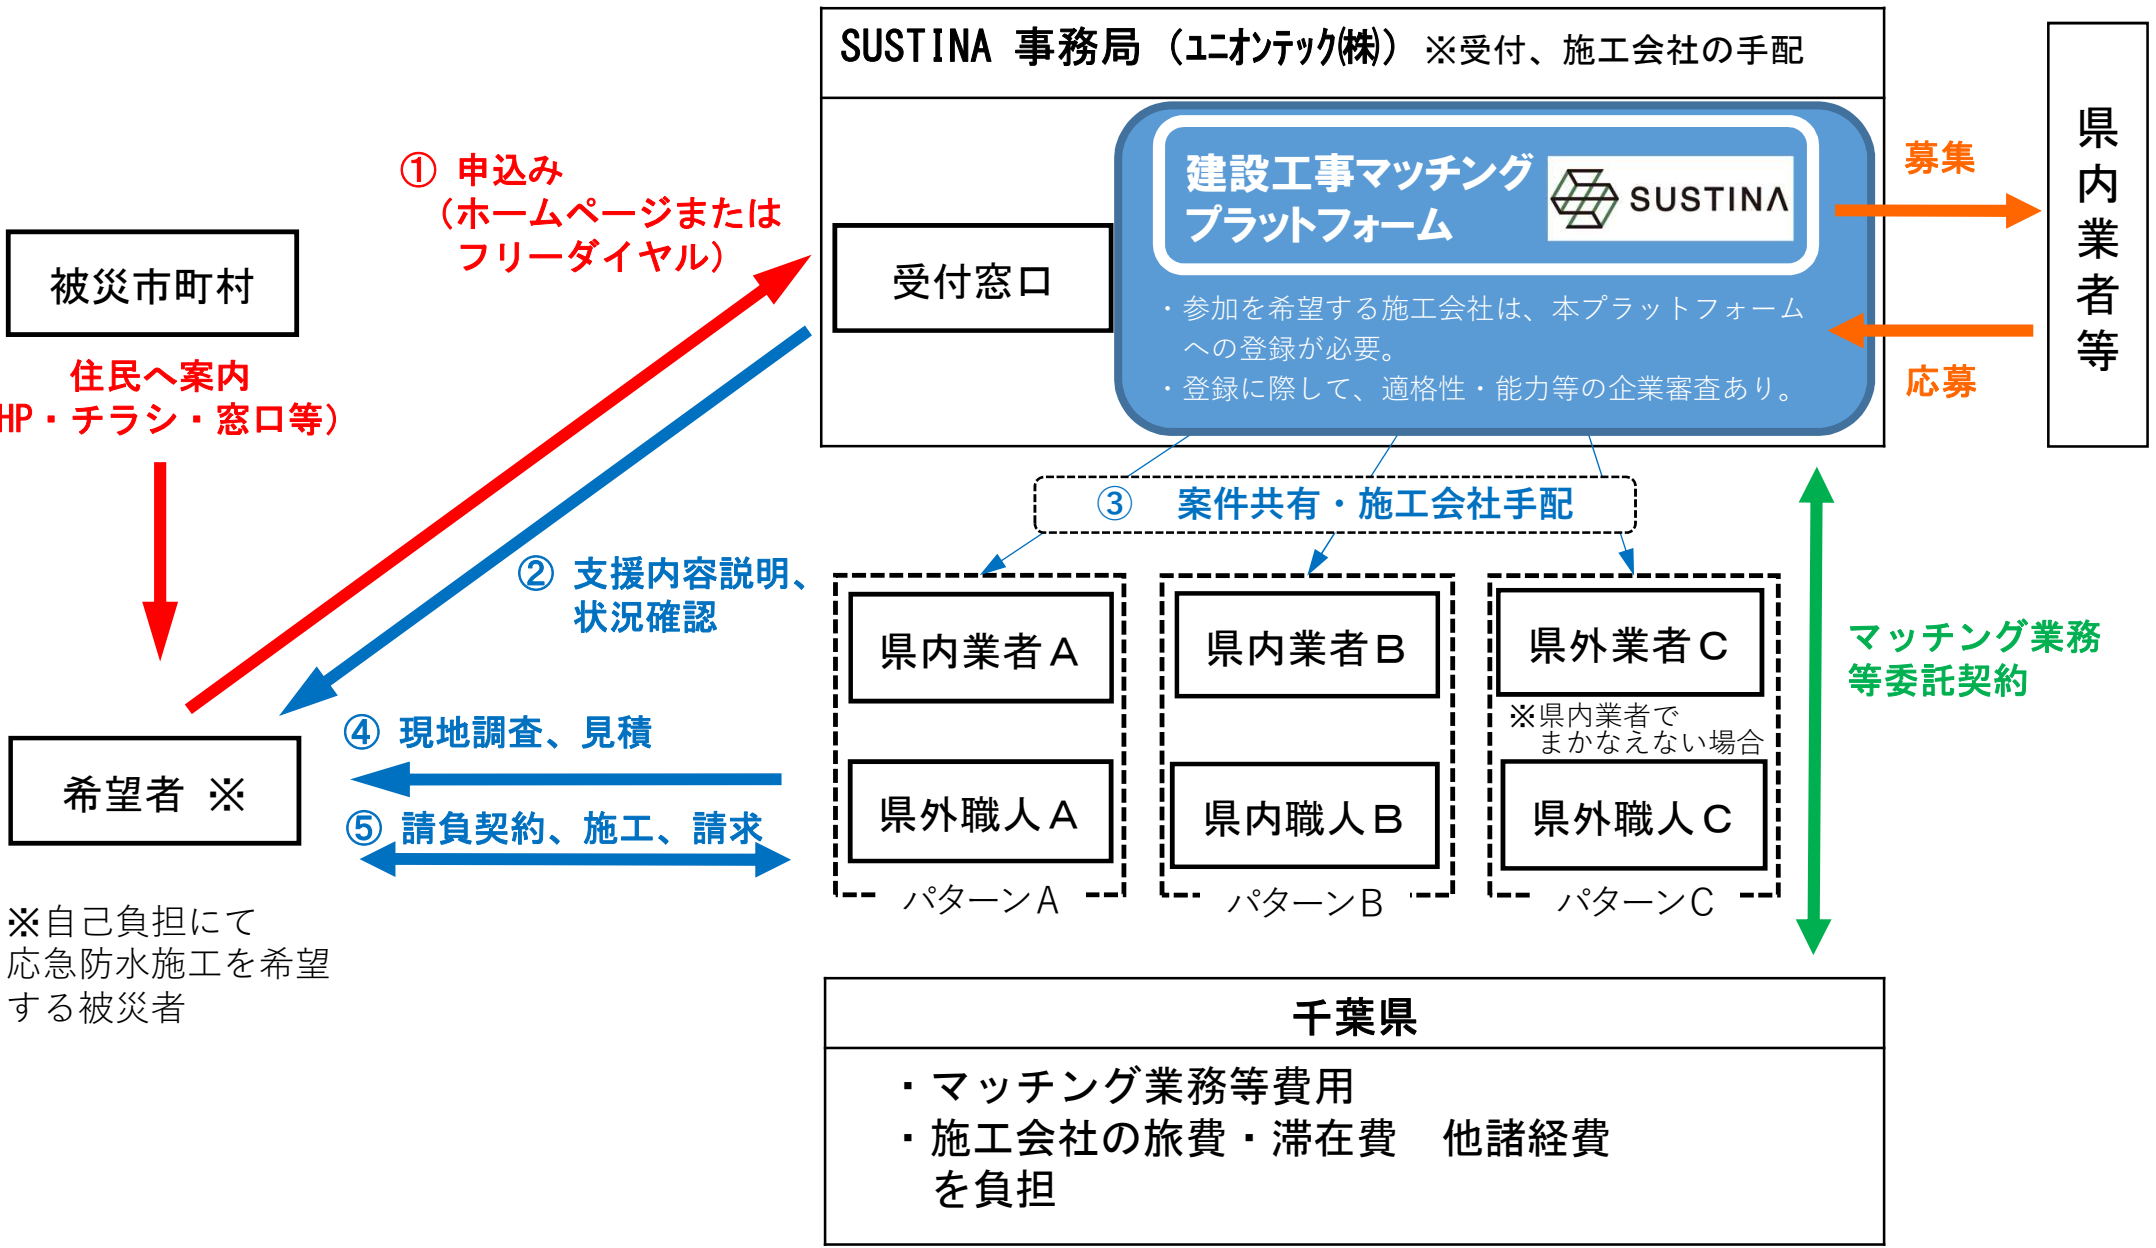 SUSTINA 事務局（ﾕﾆｵﾝﾃｯｸ㈱）※受付、施工会社の手配
建設工事マッチング
プラットフォーム
SUSTINA
受付窓口
・参加を希望する施工会社は、本プラットフォーム
への登録が必要。
・登録に際して、適格性・能力等の企業審査あり。
募集
応募
県内業者等
① 申込み
（ホームページまたは
フリーダイヤル）
被災市町村
住民へ案内
HP・チラシ・窓口等）
② 支援内容説明、
状況確認
③ 案件共有・施工会社手配
県内業者Ａ
県外職人Ａ
パターンＡ
県内業者Ｂ
県内職人Ｂ
パターンＢ
県外業者Ｃ
※県内業者で
まかなえない場合
県外職人Ｃ
パターンＣ
マッチング業務
等委託契約
④ 現地調査、見積
⑤ 請負契約、施工、請求
希望者 ※
※自己負担にて
応急防水施工を希望
する被災者
千葉県
・マッチング業務等費用
・施工会社の旅費・滞在費　他諸経費
を負担